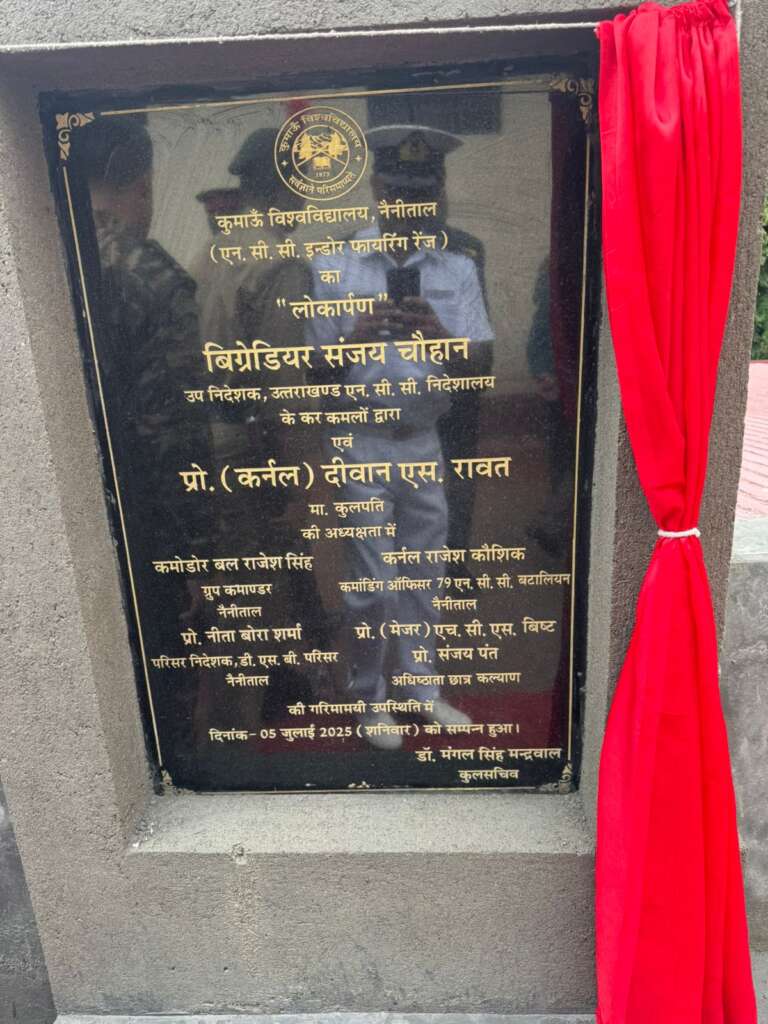 कुमाऊँ विश्वविद्यालय
1973
कुमाऊँ विश्वविद्यालय, नैनीताल
(एन. सी. सी. इन्डोर फायरिंग रेंज)
का
"लोकार्पण"
बिग्रेडियर संजय चौहान
उप निदेशक, उत्तराखण्ड एन. सी. सी. निदेशालय
के कर कमलों द्वारा
एवं
प्रो. (कर्नल) दीवान एस. रावत
मा. कुलपति
की अध्यक्षता में
कमोडोर बल राजेश सिंह
ग्रुप कमाण्डर
नैनीताल
कर्नल राजेश कौशिक
कमांडिंग ऑफिसर 79 एन. सी. सी. बटालियन
नैनीताल
प्रो. नीता बोरा शर्मा
परिसर निदेशक, डी. एस. बी. परिसर
नैनीताल
प्रो. (मेजर) एच. सी. एस. बिष्ट
प्रो. संजय पंत
अधिष्ठाता छात्र कल्याण
की गरिमामयी उपस्थिति में
दिनांक- 05 जुलाई 2025 (शनिवार) को सम्पन्न हुआ।
डॉ. मंगल सिंह मन्द्रवाल
कुलसचिव